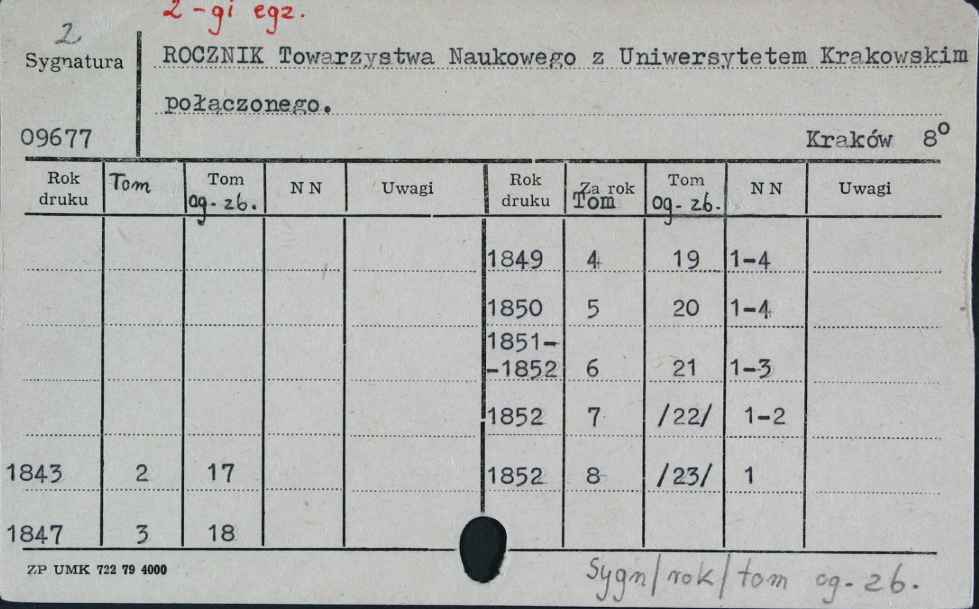 2-gi egz.
2
Sygnatura
ROCZNIK Towarzystwa Naukowego z Uniwersytetem Krakowskim
połączonego.
09677
Kraków 8°
Rok druku Tom Tom og-zb. NN Uwagi Rok druku Za rok Tom Tom og-zb. NN Uwagi
1849 4 19 1-4
1850 5 20 1-4
1851-
-1852 6 21 1-3
1852 7 /22/ 1-2
1843 2 17 1852 8 /23/ 1
1847 3 18
ZP UMK 722 79 4000
Sygn/rok/tom og-zb.